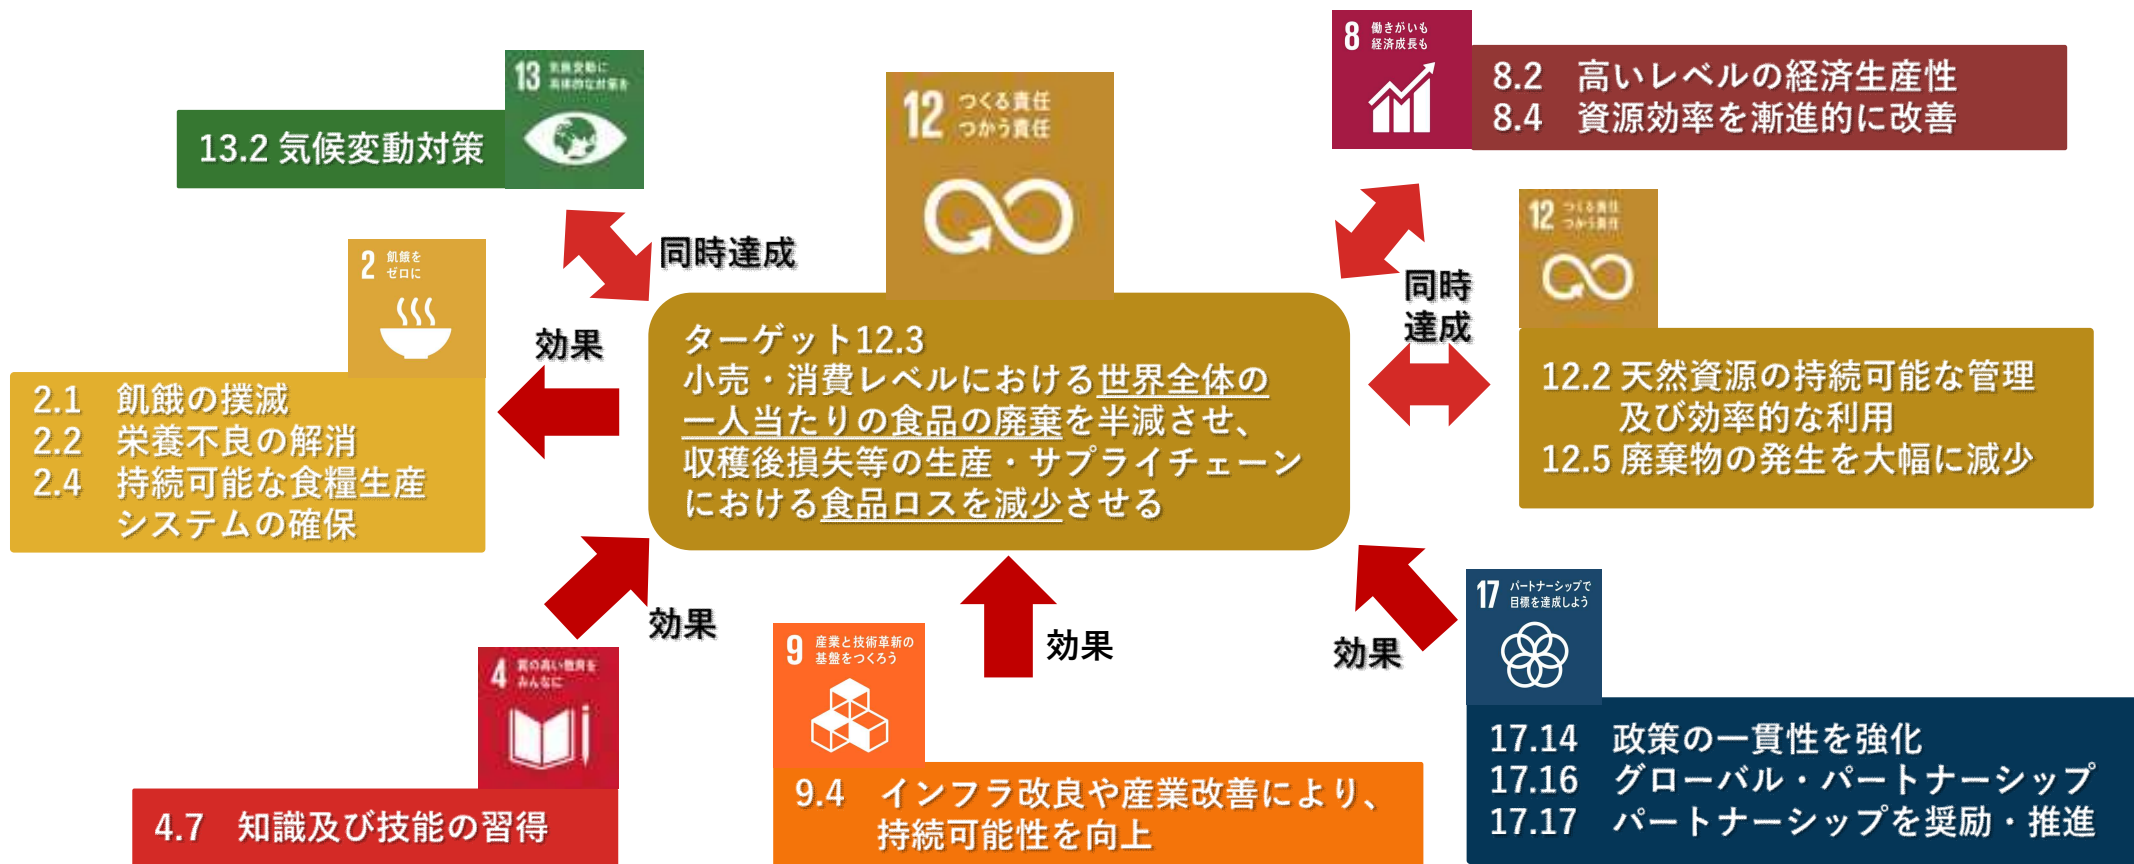 13 気候変動に
具体的な対策を
13.2 気候変動対策
同時達成
12 つくる責任
つかう責任
8 働きがいも
経済成長も
8.2 高いレベルの経済生産性
8.4 資源効率を漸進的に改善
同時
達成
12 つくる責任
つかう責任
12.2 天然資源の持続可能な管理
及び効率的な利用
12.5 廃棄物の発生を大幅に減少
2 飢餓を
ゼロに
効果
2.1 飢餓の撲滅
2.2 栄養不良の解消
2.4 持続可能な食糧生産
システムの確保
ターゲット12.3
小売・消費レベルにおける世界全体の
一人当たりの食品の廃棄を半減させ、
収穫後損失等の生産・サプライチェーン
における食品ロスを減少させる
効果
4 質の高い教育を
みんなに
4.7 知識及び技能の習得
効果
9 産業と技術革新の
基盤をつくろう
9.4 インフラ改良や産業改善により、
持続可能性を向上
効果
17 パートナーシップで
目標を達成しよう
17.14 政策の一貫性を強化
17.16 グローバル・パートナーシップ
17.17 パートナーシップを奨励・推進